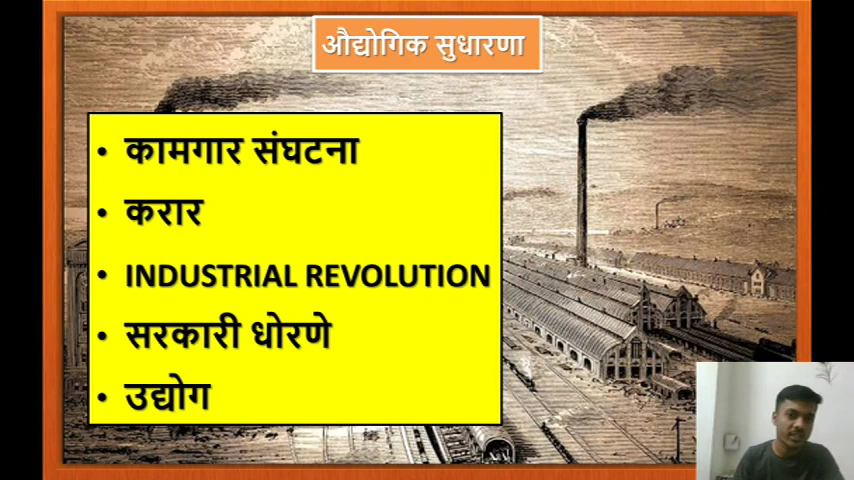 औद्योगिक सुधारणा
• कामगार संघटना
• करार
• INDUSTRIAL REVOLUTION
• सरकारी धोरणे
• उद्योग